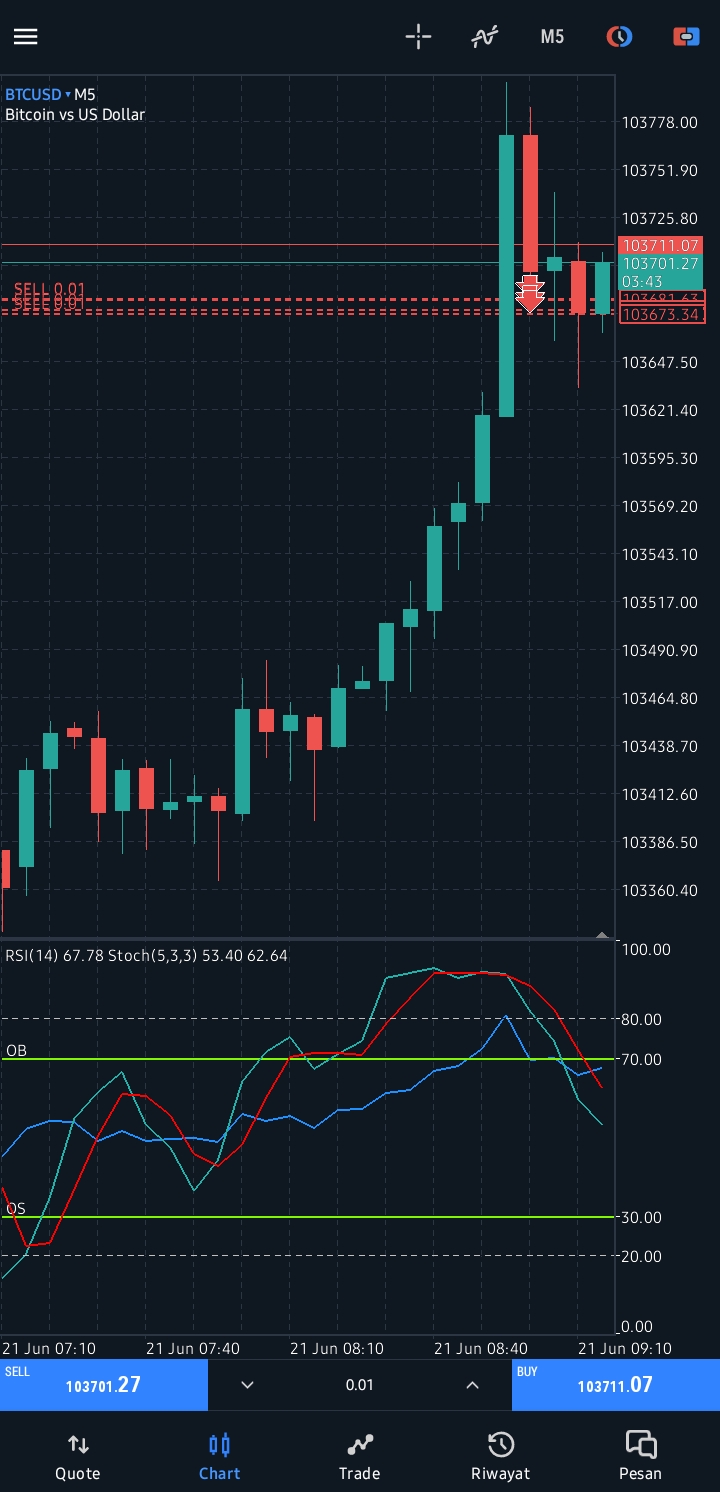 M5
BTCUSD ▾ M5
Bitcoin vs US Dollar
103778.00
103751.90
103725.80
103711.07
103701.27
03:43
SELL 0.01
SELL 0.01
103681.63
103673.34
103647.50
103621.40
103595.30
103569.20
103543.10
103517.00
103490.90
103464.80
103438.70
103412.60
103386.50
103360.40
RSI(14) 67.78 Stoch(5,3,3) 53.40 62.64
100.00
80.00
OB
70.00
OS
30.00
20.00
0.00
21 Jun 07:10 21 Jun 07:40 21 Jun 08:10 21 Jun 08:40 21 Jun 09:10
SELL
103701.27
0.01
BUY
103711.07
Quote Chart Trade Riwayat Pesan